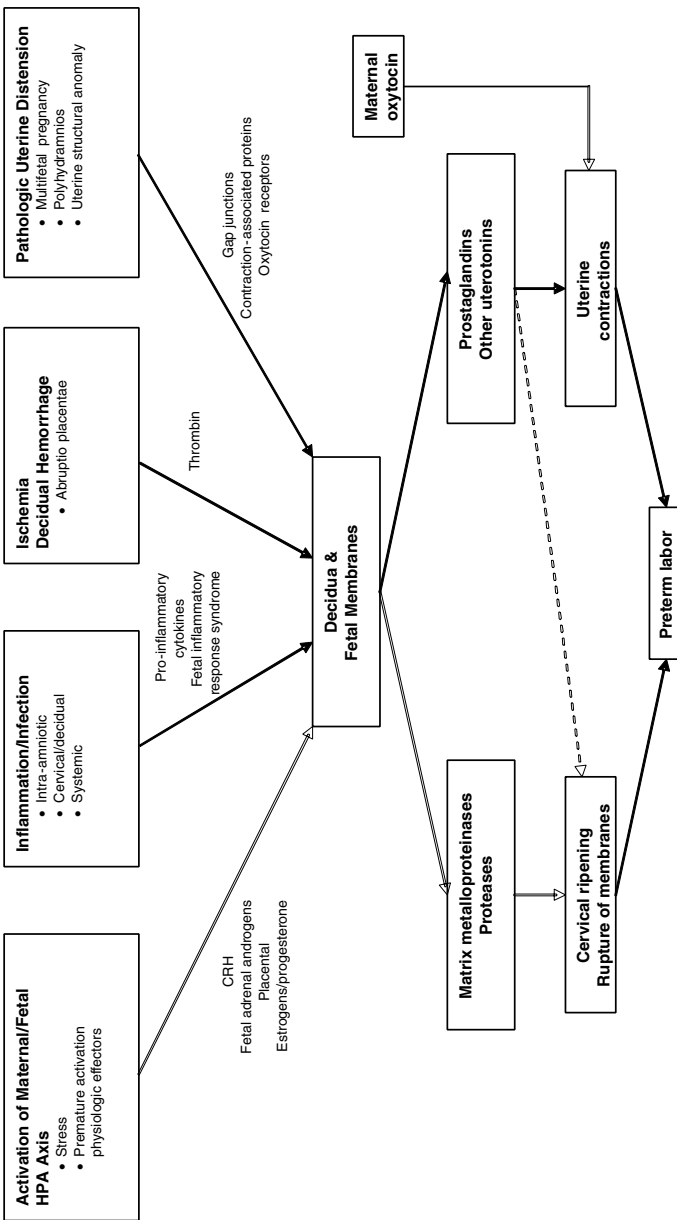 Activation of Maternal/Fetal
HPA Axis
• Stress
• Premature activation
physiologic effectors
Inflammation/Infection
• Intra-amniotic
• Cervical/decidual
• Systemic
Ischemia
Decidual Hemorrhage
• Abruptio placentae
Pathologic Uterine Distension
• Multifetal pregnancy
• Polyhydramnios
• Uterine structural anomaly
CRH
Fetal adrenal androgens
Placental
Estrogens/progesterone
Pro-inflammatory
cytokines
Fetal inflammatory
response syndrome
Thrombin
Gap junctions
Contraction-associated proteins
Oxytocin receptors
Decidua &
Fetal Membranes
Maternal
oxytocin
Matrix metalloproteinases
Proteases
Prostaglandins
Other uterotonins
Cervical ripening
Rupture of membranes
Uterine
contractions
Preterm labor